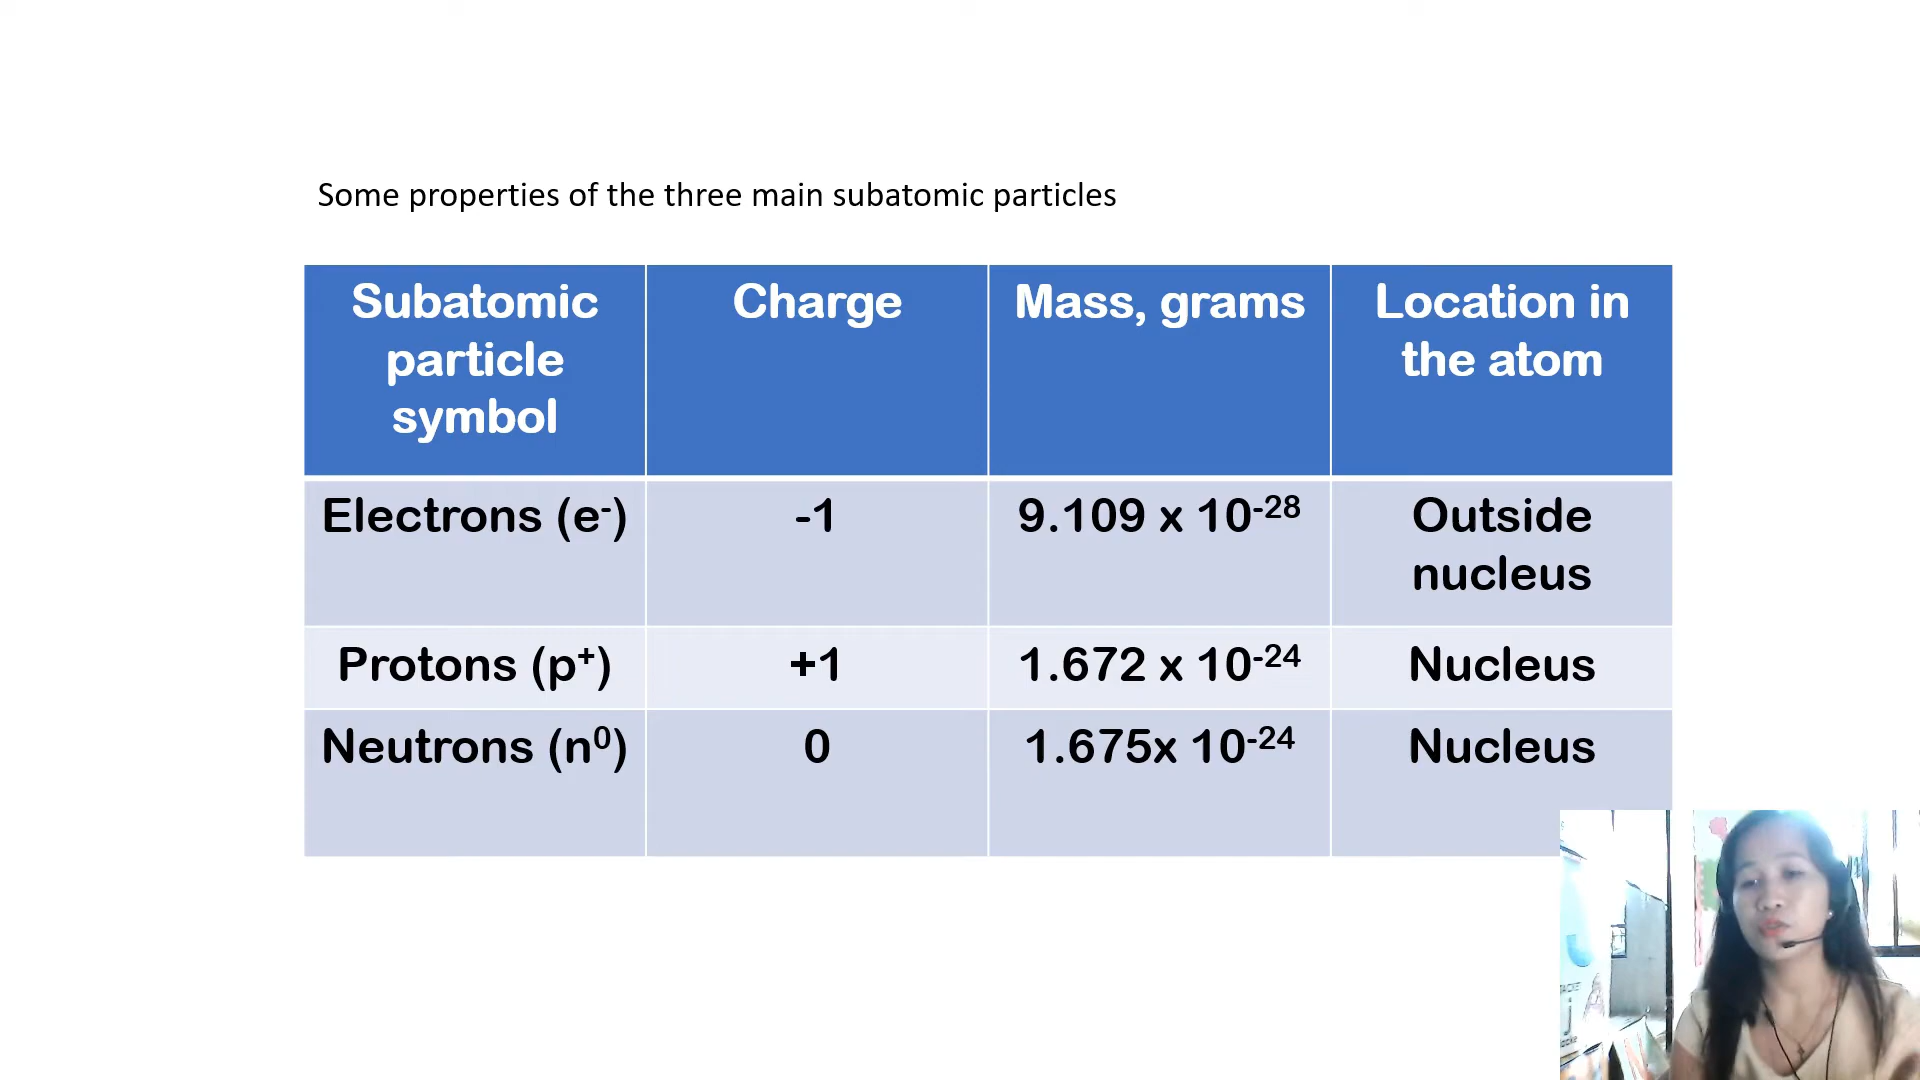 Some properties of the three main subatomic particles
Subatomic particle symbol Charge Mass, grams Location in the atom
Electrons (e⁻) -1 9.109 x 10⁻²⁸ Outside nucleus
Protons (p⁺) +1 1.672 x 10⁻²⁴ Nucleus
Neutrons (n⁰) 0 1.675x 10⁻²⁴ Nucleus